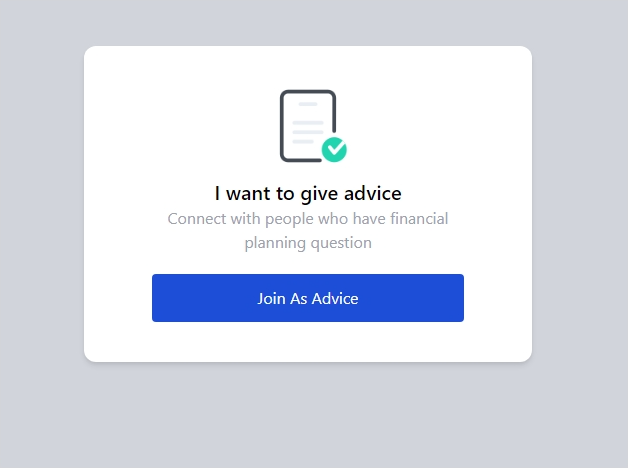 I want to give advice
Connect with people who have financial
planning question
Join As Advice